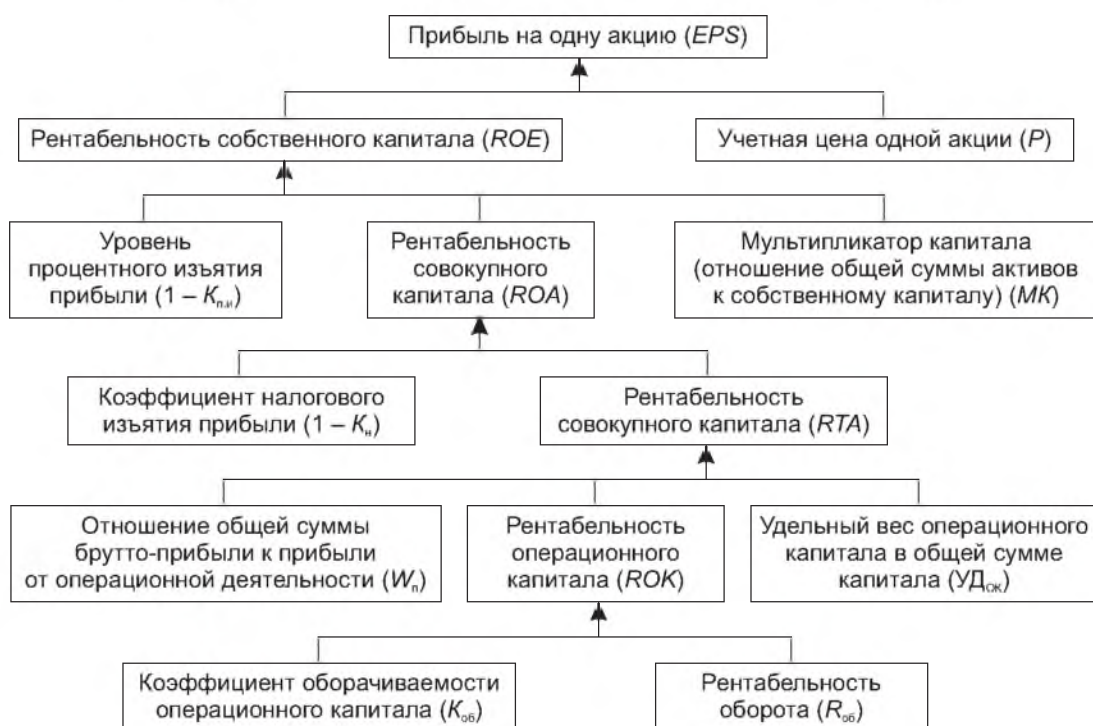 Прибыль на одну акцию (EPS)
Рентабельность собственного капитала (ROE)
Учетная цена одной акции (P)
Уровень
процентного изъятия
прибыли (1 – Kп.и)
Рентабельность
совокупного
капитала (ROA)
Мультипликатор капитала
(отношение общей суммы активов
к собственному капиталу) (МК)
Коэффициент налогового
изъятия прибыли (1 – Kн)
Рентабельность
совокупного капитала (RTA)
Отношение общей суммы
брутто-прибыли к прибыли
от операционной деятельности (Wп)
Рентабельность
операционного
капитала (ROK)
Удельный вес операционного
капитала в общей сумме
капитала (УДок)
Коэффициент оборачиваемости
операционного капитала (Kоб)
Рентабельность
оборота (Rоб)